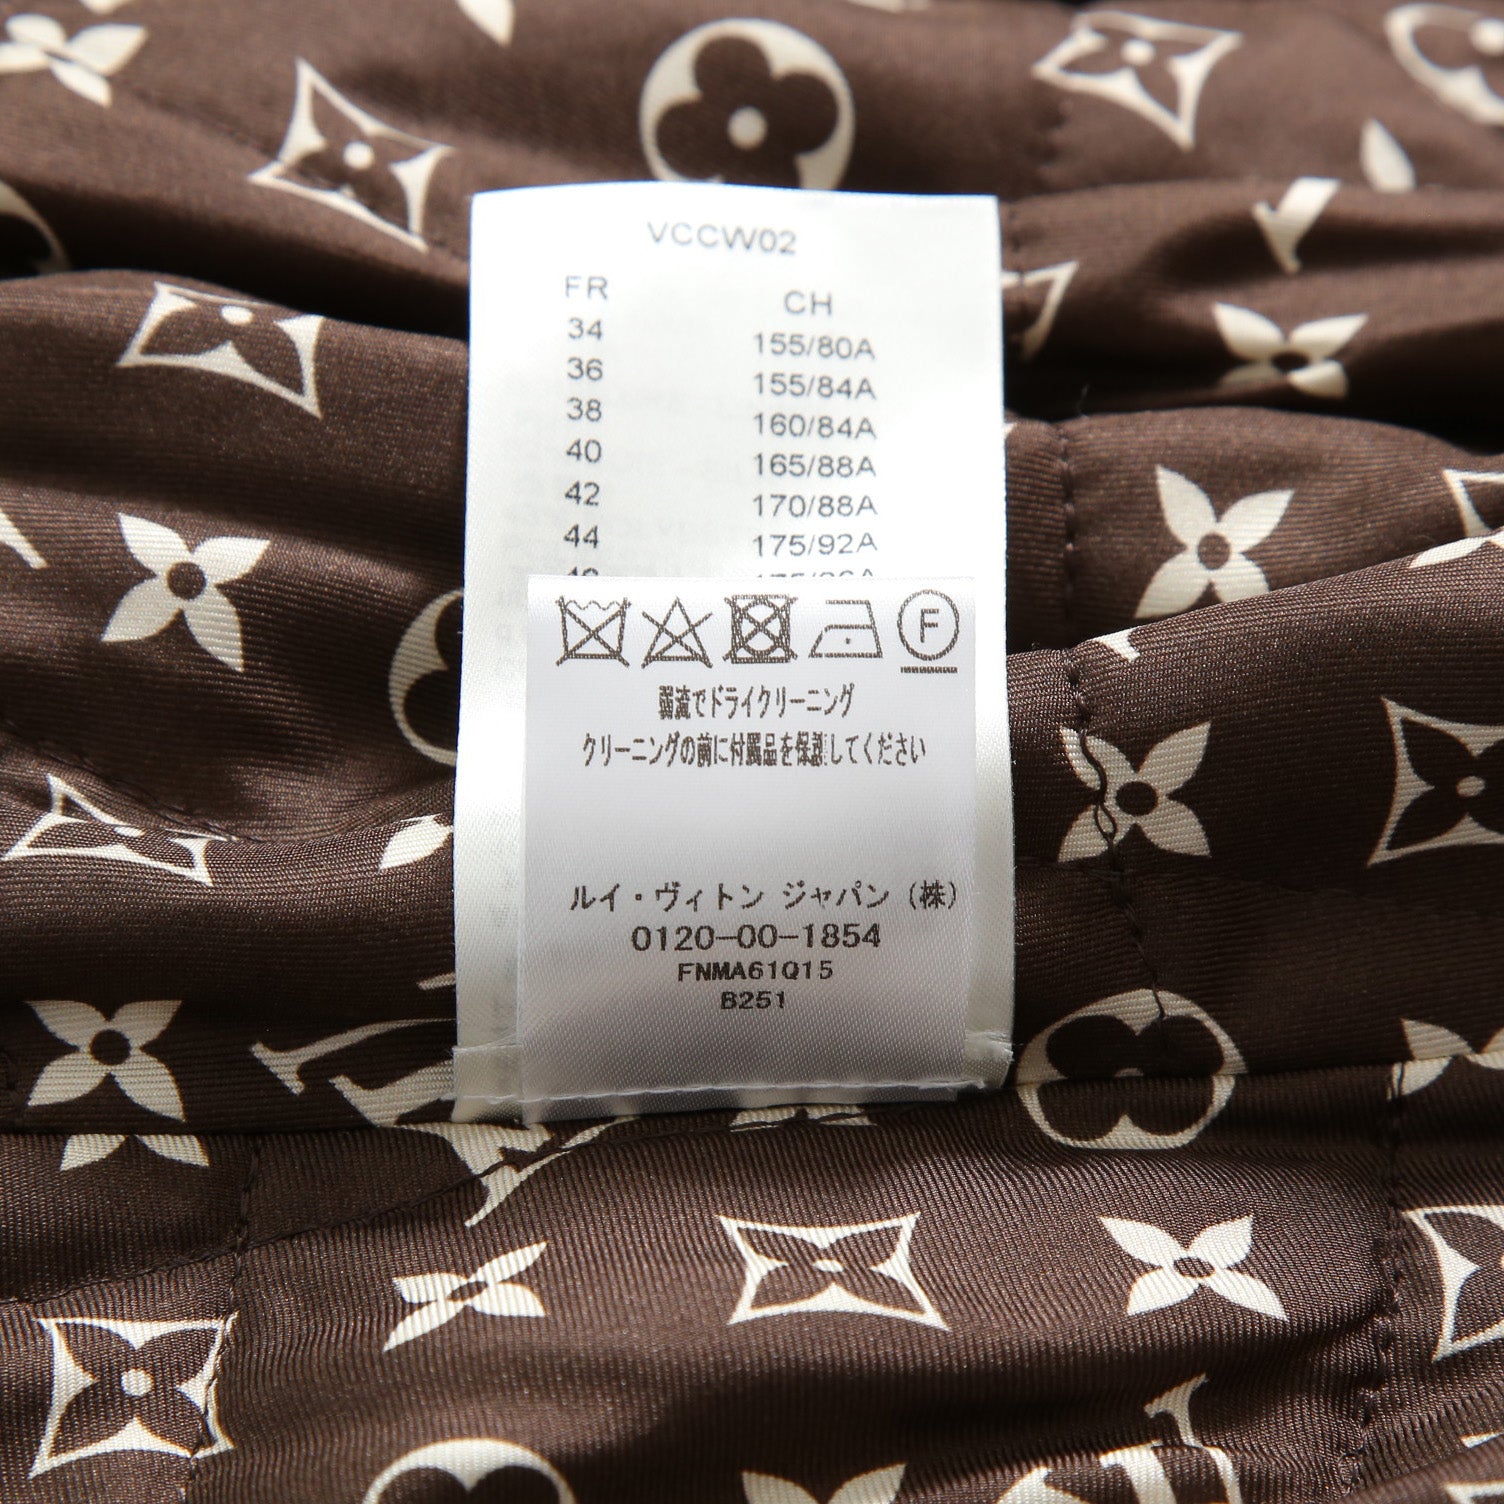 VCCW02
FR CH
34 155/80A
36 155/84A
38 160/84A
40 165/88A
42 170/88A
44 175/92A
F
弱流でドライクリーニング
クリーニングの前に付属品を保護してください
ルイ・ヴィトン ジャパン（株）
0120-00-1854
FNMA61Q15
B251